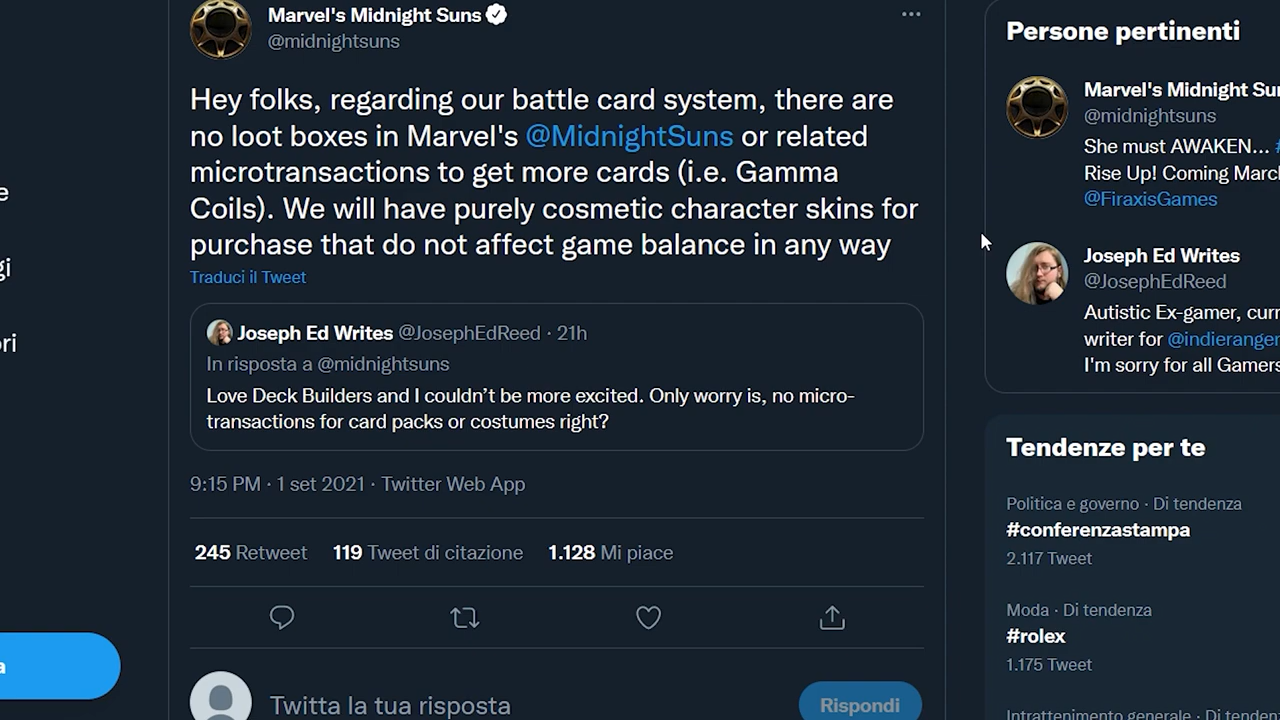 Marvel's Midnight Suns
@midnightsuns
Hey folks, regarding our battle card system, there are
no loot boxes in Marvel's @MidnightSuns or related
microtransactions to get more cards (i.e. Gamma
Coils). We will have purely cosmetic character skins for
purchase that do not affect game balance in any way
Traduci il Tweet
Joseph Ed Writes @JosephEdReed · 21h
In risposta a @midnightsuns
Love Deck Builders and I couldn’t be more excited. Only worry is, no micro-
transactions for card packs or costumes right?
9:15 PM · 1 set 2021 · Twitter Web App
245 Retweet 119 Tweet di citazione 1.128 Mi piace
Twitta la tua risposta
Rispondi
Persone pertinenti
Marvel's Midnight Su
@midnightsuns
She must AWAKEN... #
Rise Up! Coming March
@FiraxisGames
Joseph Ed Writes
@JosephEdReed
Autistic Ex-gamer, curr
writer for @indieranger
I'm sorry for all Gamers
Tendenze per te
Politica e governo · Di tendenza
#conferenzastampa
2.117 Tweet
Moda · Di tendenza
#rolex
1.175 Tweet
Intrattenimento generale · Di tenden